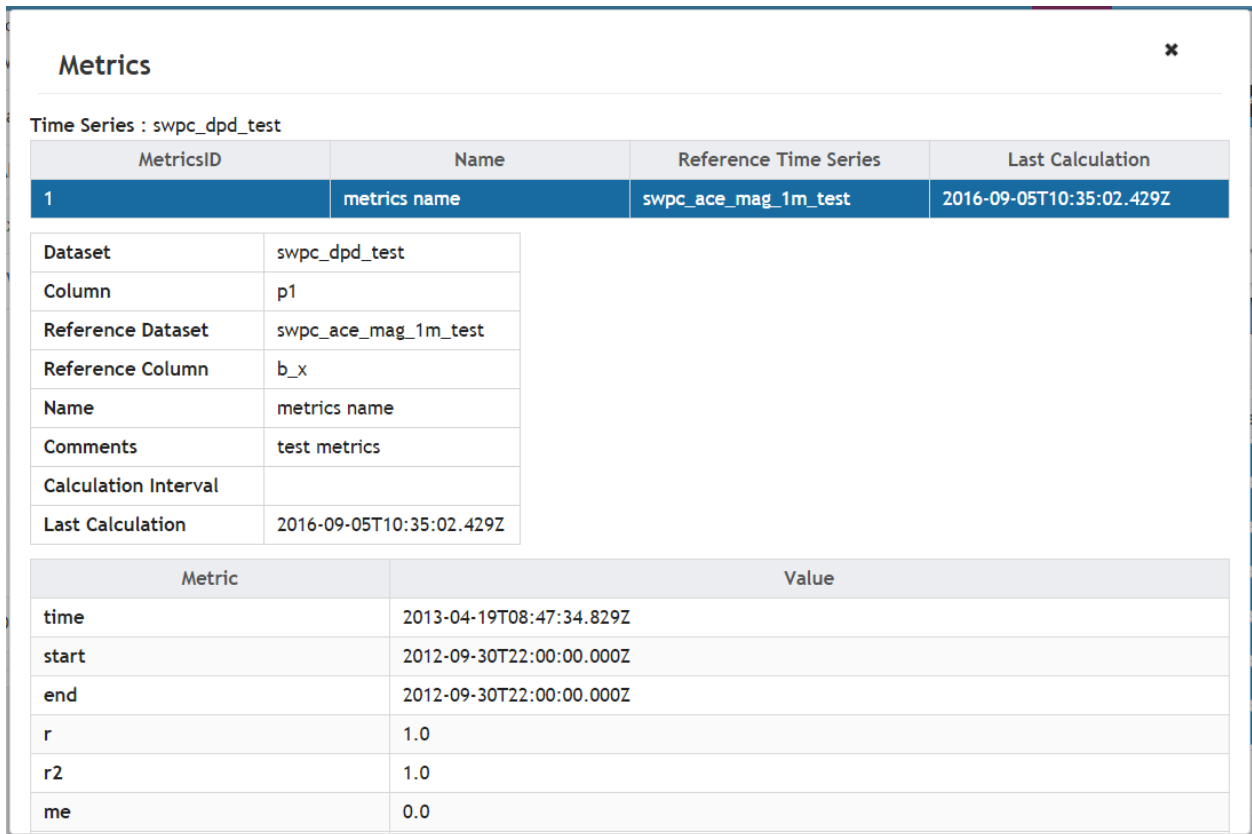 Metrics
✖
Time Series : swpc_dpd_test
MetricsID Name Reference Time Series Last Calculation
1 metrics name swpc_ace_mag_1m_test 2016-09-05T10:35:02.429Z
Dataset swpc_dpd_test
Column p1
Reference Dataset swpc_ace_mag_1m_test
Reference Column b_x
Name metrics name
Comments test metrics
Calculation Interval
Last Calculation 2016-09-05T10:35:02.429Z
Metric Value
time 2013-04-19T08:47:34.829Z
start 2012-09-30T22:00:00.000Z
end 2012-09-30T22:00:00.000Z
r 1.0
r2 1.0
me 0.0